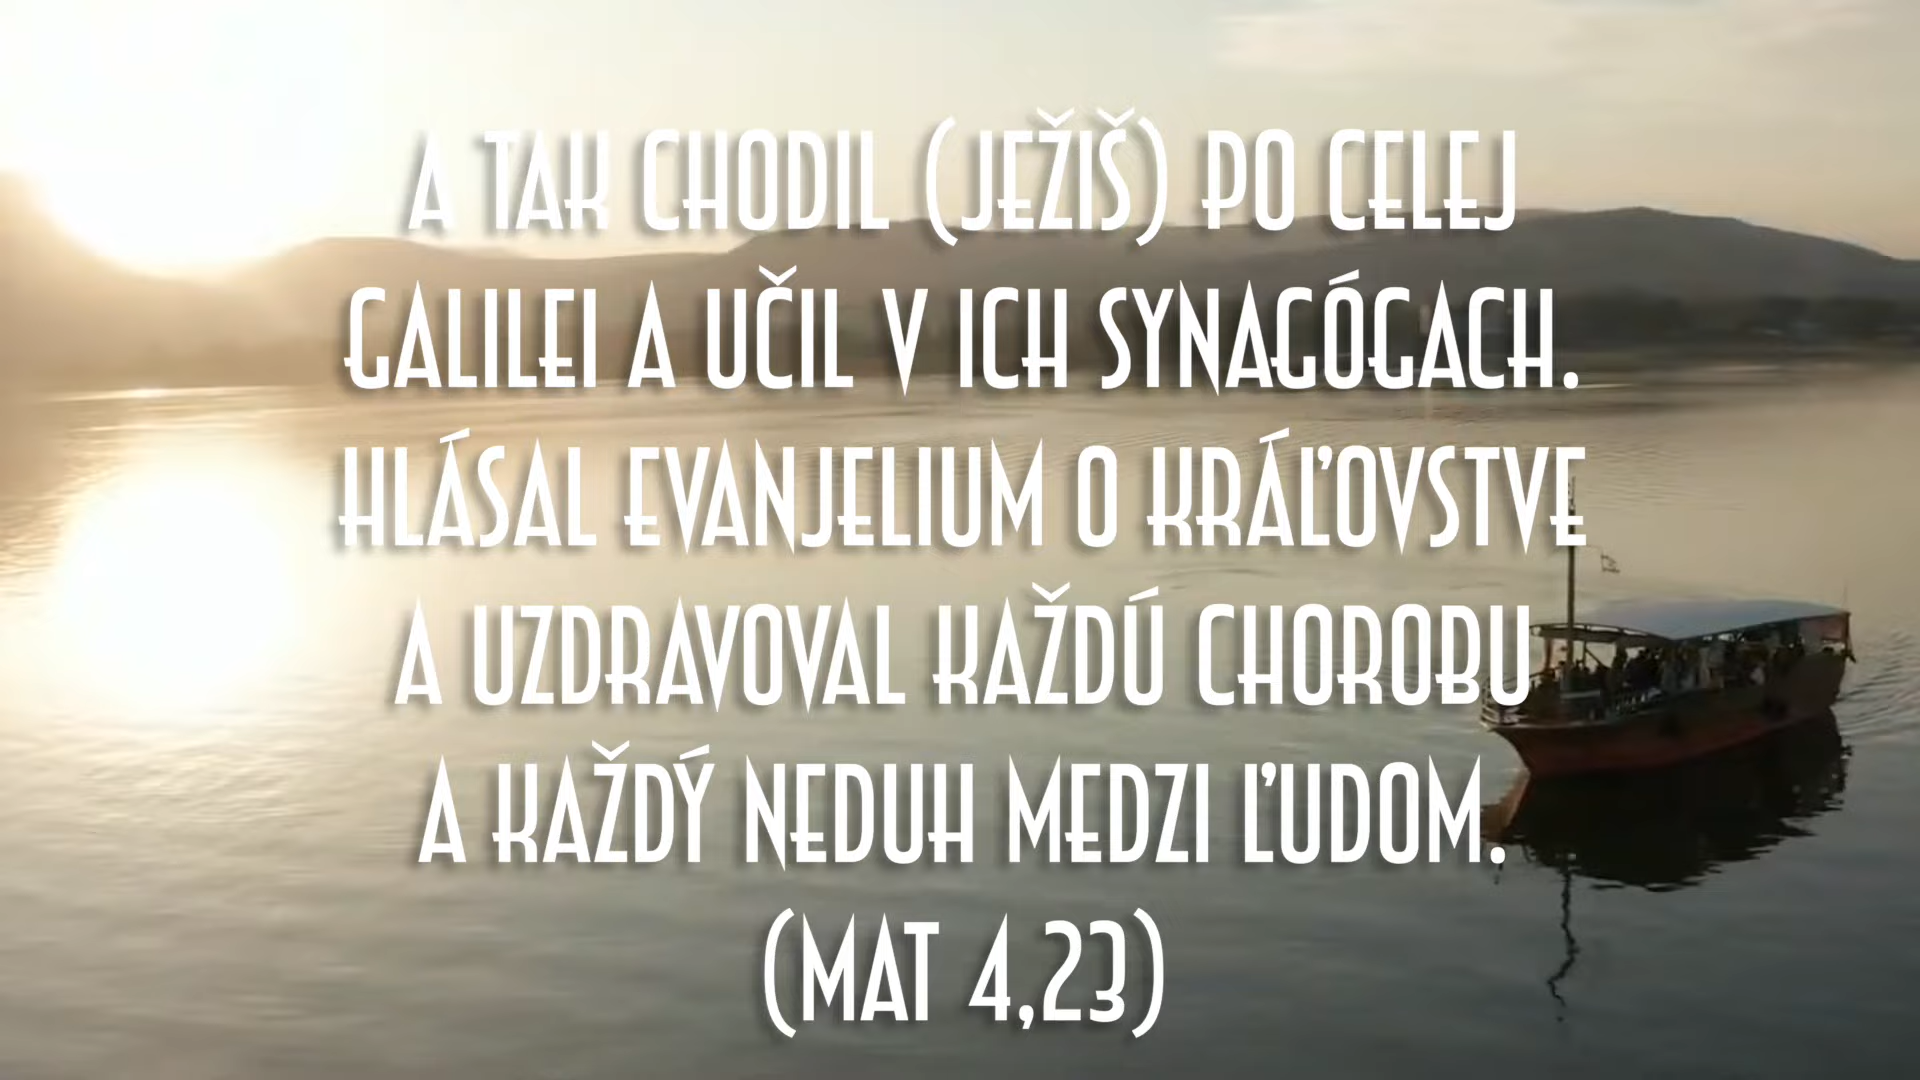 A TAK CHODIL (JEŽIŠ) PO CELEJ
GALILEI A UČIL V ICH SYNAGÓGACH.
HLÁSAL EVANJELIUM O KRÁĽOVSTVE
A UZDRAVOVAL KAŽDÚ CHOROBU
A KAŽDÝ NEDUH MEDZI ĽUDOM.
(MAT 4,23)